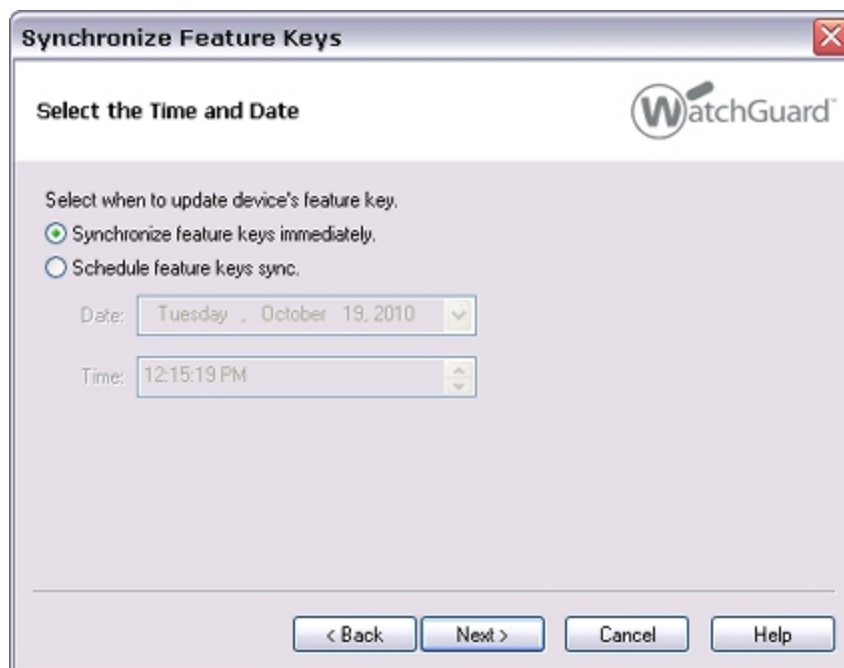 Synchronize Feature Keys
Select the Time and Date
WatchGuard™
Select when to update device's feature key.
Synchronize feature keys immediately.
Schedule feature keys sync.
Date: Tuesday , October 19, 2010
Time: 12:15:19 PM
< Back Next > Cancel Help